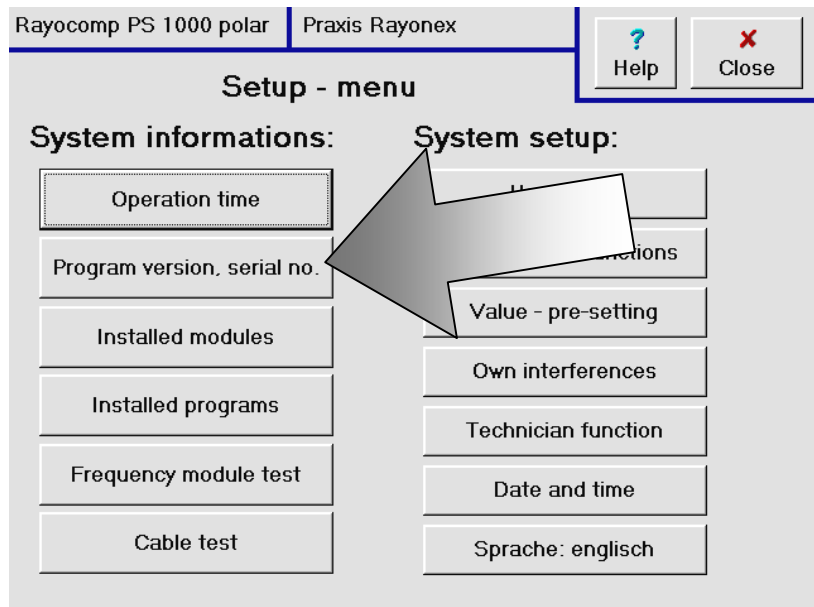 Rayocomp PS 1000 polar
Praxis Rayonex
? Help
X Close
Setup - menu
System informations:
Operation time
Program version, serial no.
Installed modules
Installed programs
Frequency module test
Cable test
System setup:
Value - pre-setting
Own interferences
Technician function
Date and time
Sprache: englisch